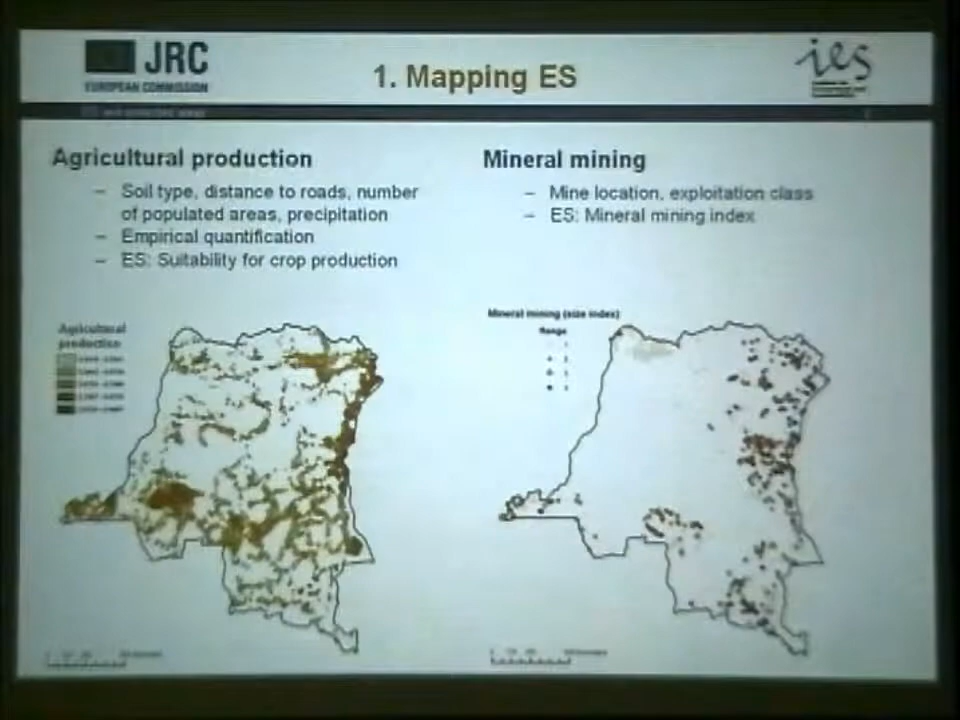 JRC
EUROPEAN COMMISSION
1. Mapping ES
ies
Agricultural production
– Soil type, distance to roads, number
of populated areas, precipitation
– Empirical quantification
– ES: Suitability for crop production
Mineral mining
– Mine location, exploitation class
– ES: Mineral mining index
Agricultural
production
Mineral mining (size index)
Range